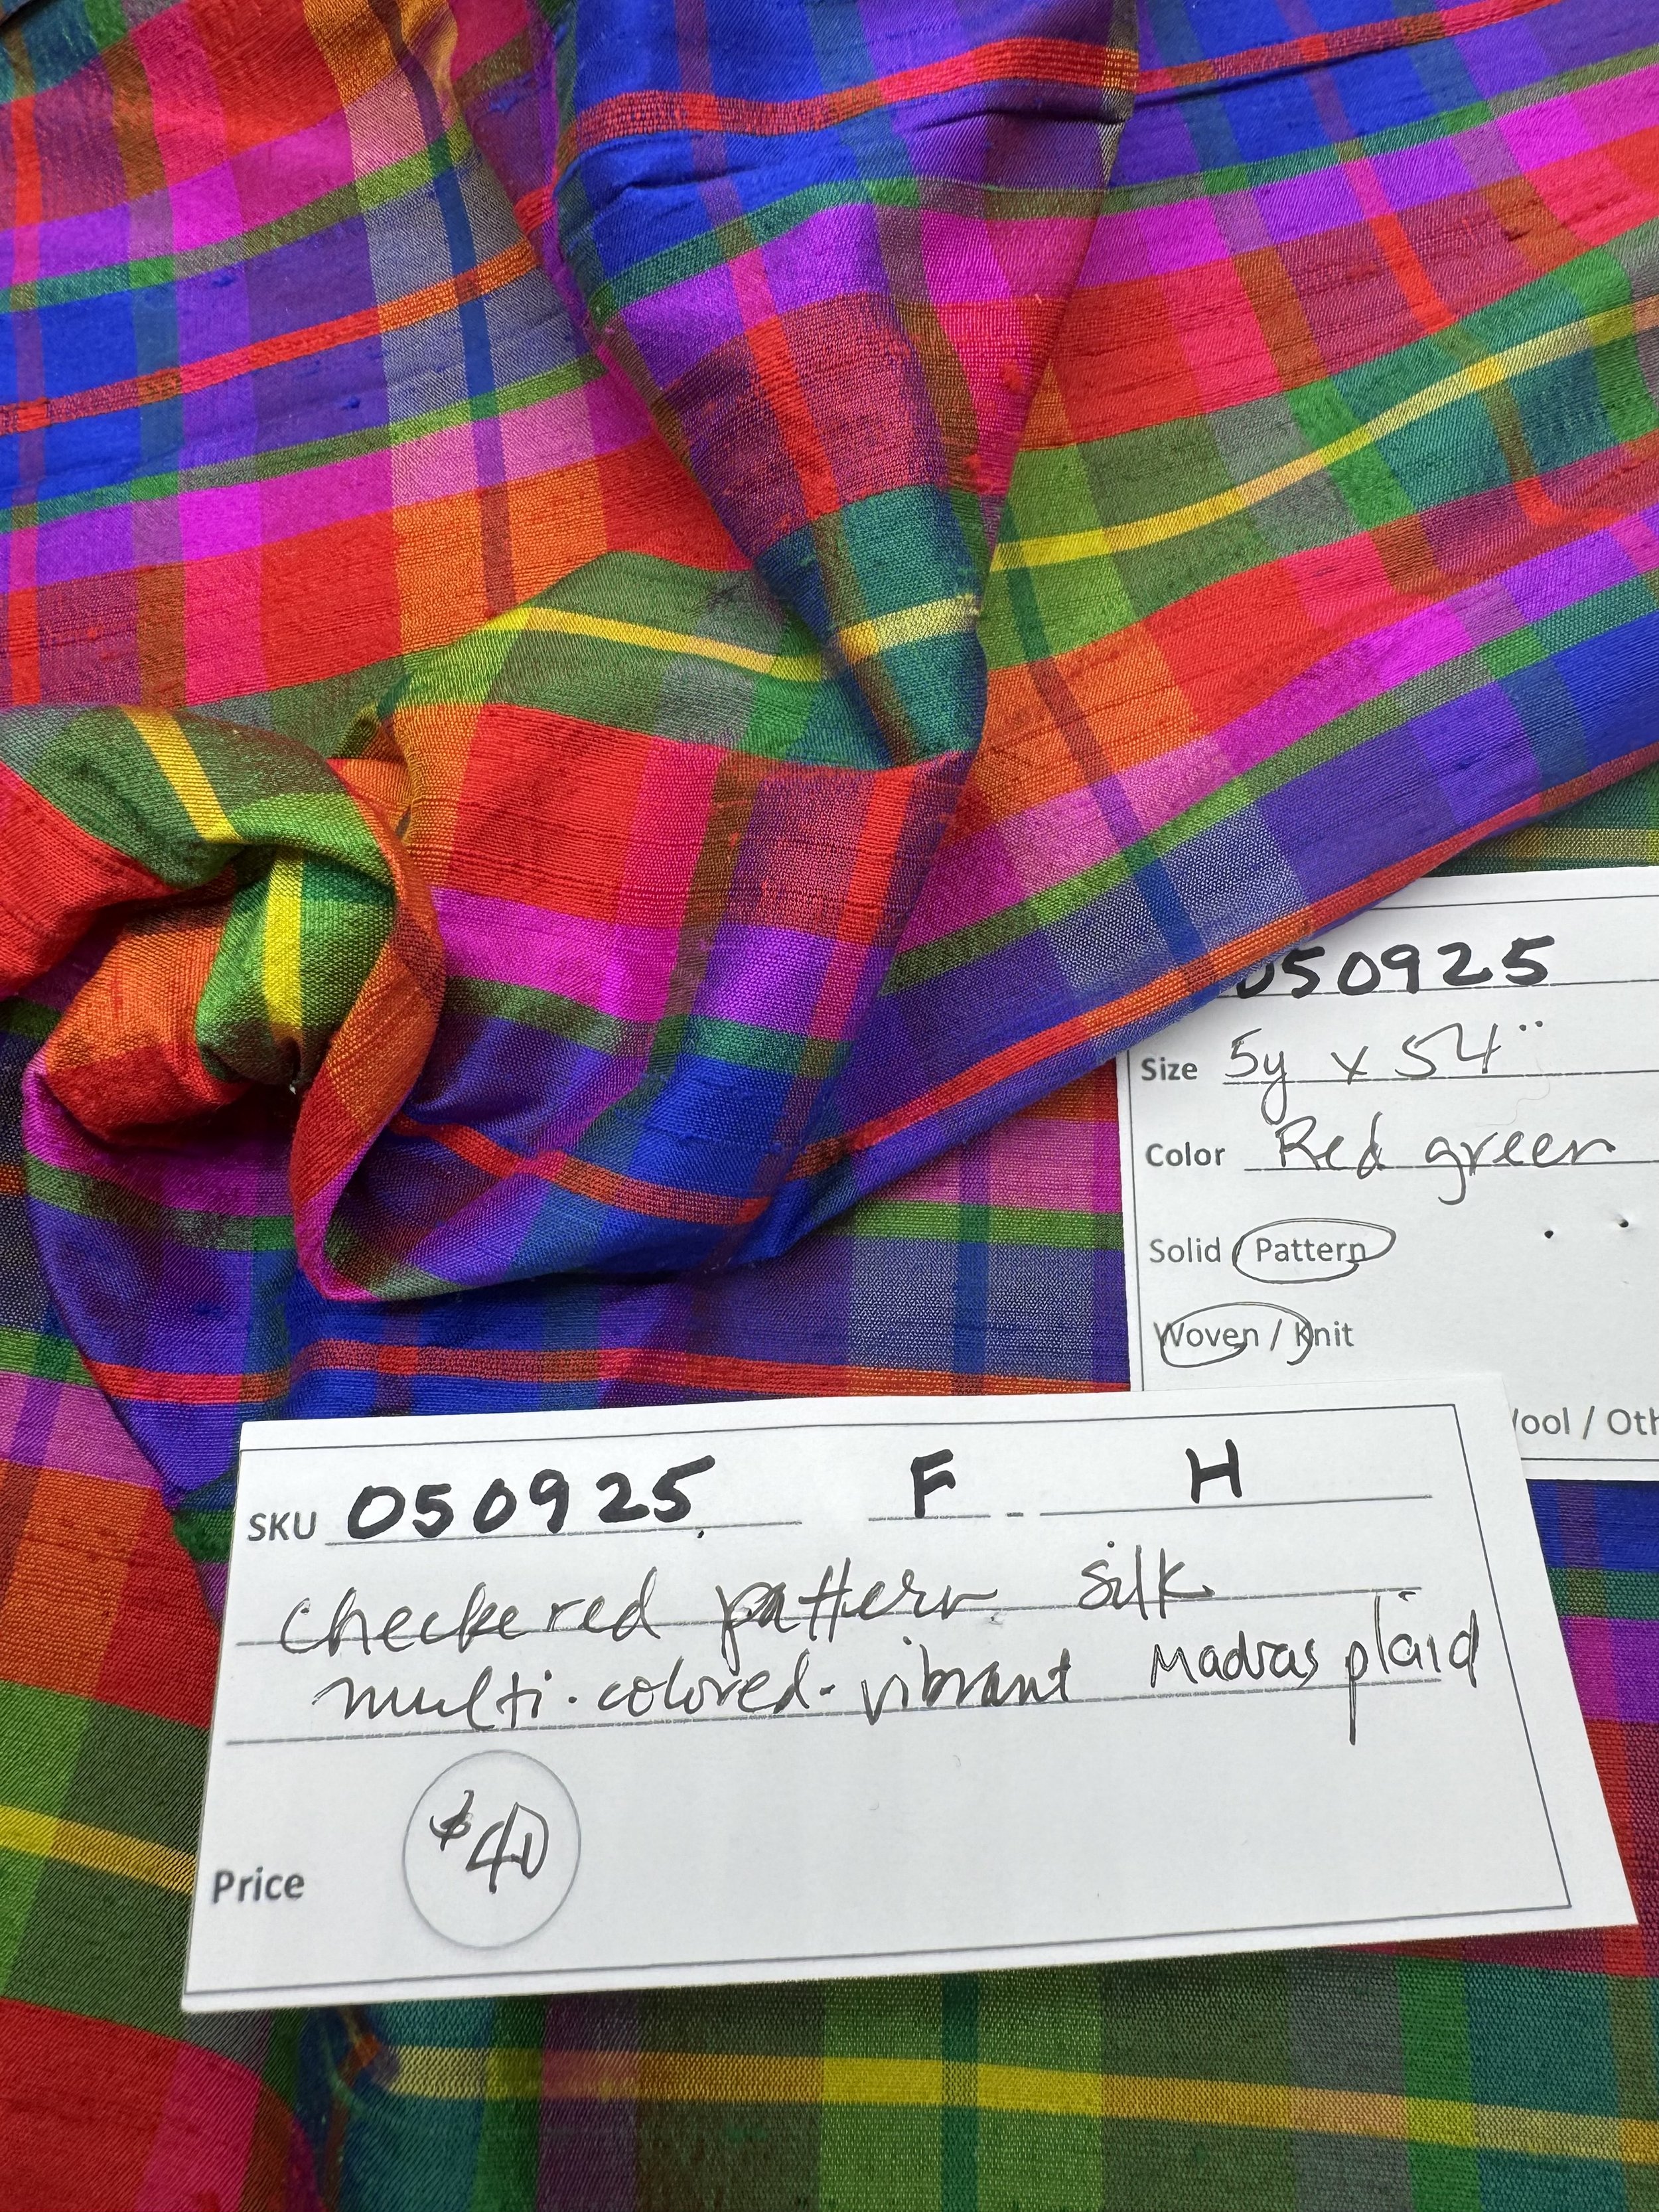 050925
Size 5y x 54"
Color Red green
Solid Pattern
Woven / Knit
Wool / Oth
SKU 050925 F - H
Checkered pattern silk
multi-colored-vibrant Madras plaid
Price $40